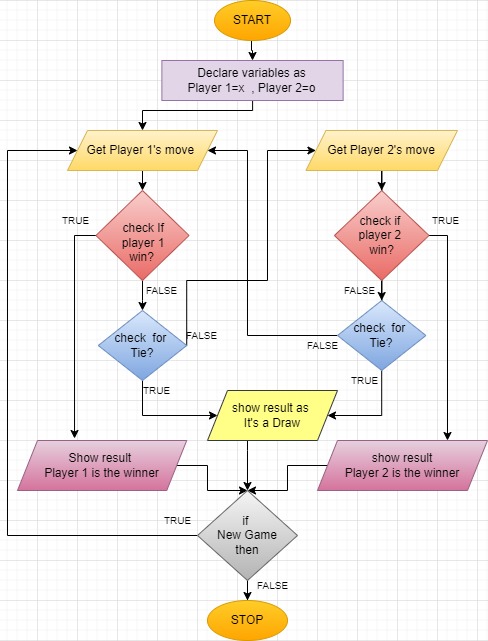 START
Declare variables as
Player 1=x , Player 2=o
Get Player 1's move
Get Player 2's move
TRUE
check If
player 1
win?
check if
player 2
win?
TRUE
FALSE
FALSE
check for
Tie?
FALSE
FALSE
check for
Tie?
TRUE
TRUE
show result as
It's a Draw
Show result
Player 1 is the winner
show result
Player 2 is the winner
TRUE
if
New Game
then
FALSE
STOP